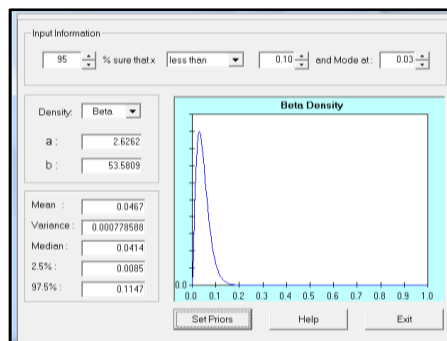 Input Information
95 % sure that x less than 0.10 and Mode at : 0.03
Density: Beta
a : 2.6262
b : 53.5809
Mean : 0.0467
Variance: 0.000778588
Median : 0.0414
2.5% : 0.0085
97.5% : 0.1147
Beta Density
0.0
0.0 0.1 0.2 0.3 0.4 0.5 0.6 0.7 0.8 0.9 1.0
Set Priors Help Exit